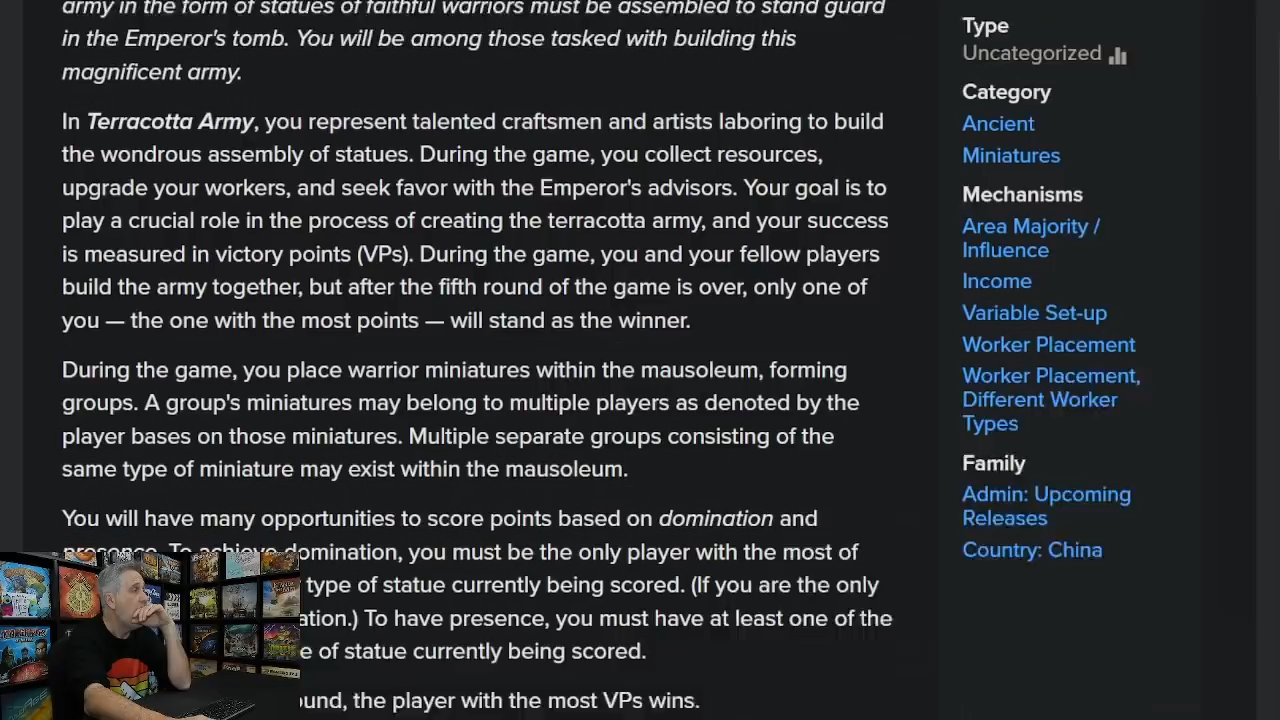 army in the form of statues of faithful warriors must be assembled to stand guard
in the Emperor's tomb. You will be among those tasked with building this
magnificent army.
In Terracotta Army, you represent talented craftsmen and artists laboring to build
the wondrous assembly of statues. During the game, you collect resources,
upgrade your workers, and seek favor with the Emperor's advisors. Your goal is to
play a crucial role in the process of creating the terracotta army, and your success
is measured in victory points (VPs). During the game, you and your fellow players
build the army together, but after the fifth round of the game is over, only one of
you — the one with the most points — will stand as the winner.
During the game, you place warrior miniatures within the mausoleum, forming
groups. A group's miniatures may belong to multiple players as denoted by the
player bases on those miniatures. Multiple separate groups consisting of the
same type of miniature may exist within the mausoleum.
You will have many opportunities to score points based on domination and
presence. To achieve domination, you must be the only player with the most of
type of statue currently being scored. (If you are the only
ation.) To have presence, you must have at least one of the
e of statue currently being scored.
ound, the player with the most VPs wins.
Type
Uncategorized
Category
Ancient
Miniatures
Mechanisms
Area Majority /
Influence
Income
Variable Set-up
Worker Placement
Worker Placement,
Different Worker
Types
Family
Admin: Upcoming
Releases
Country: China